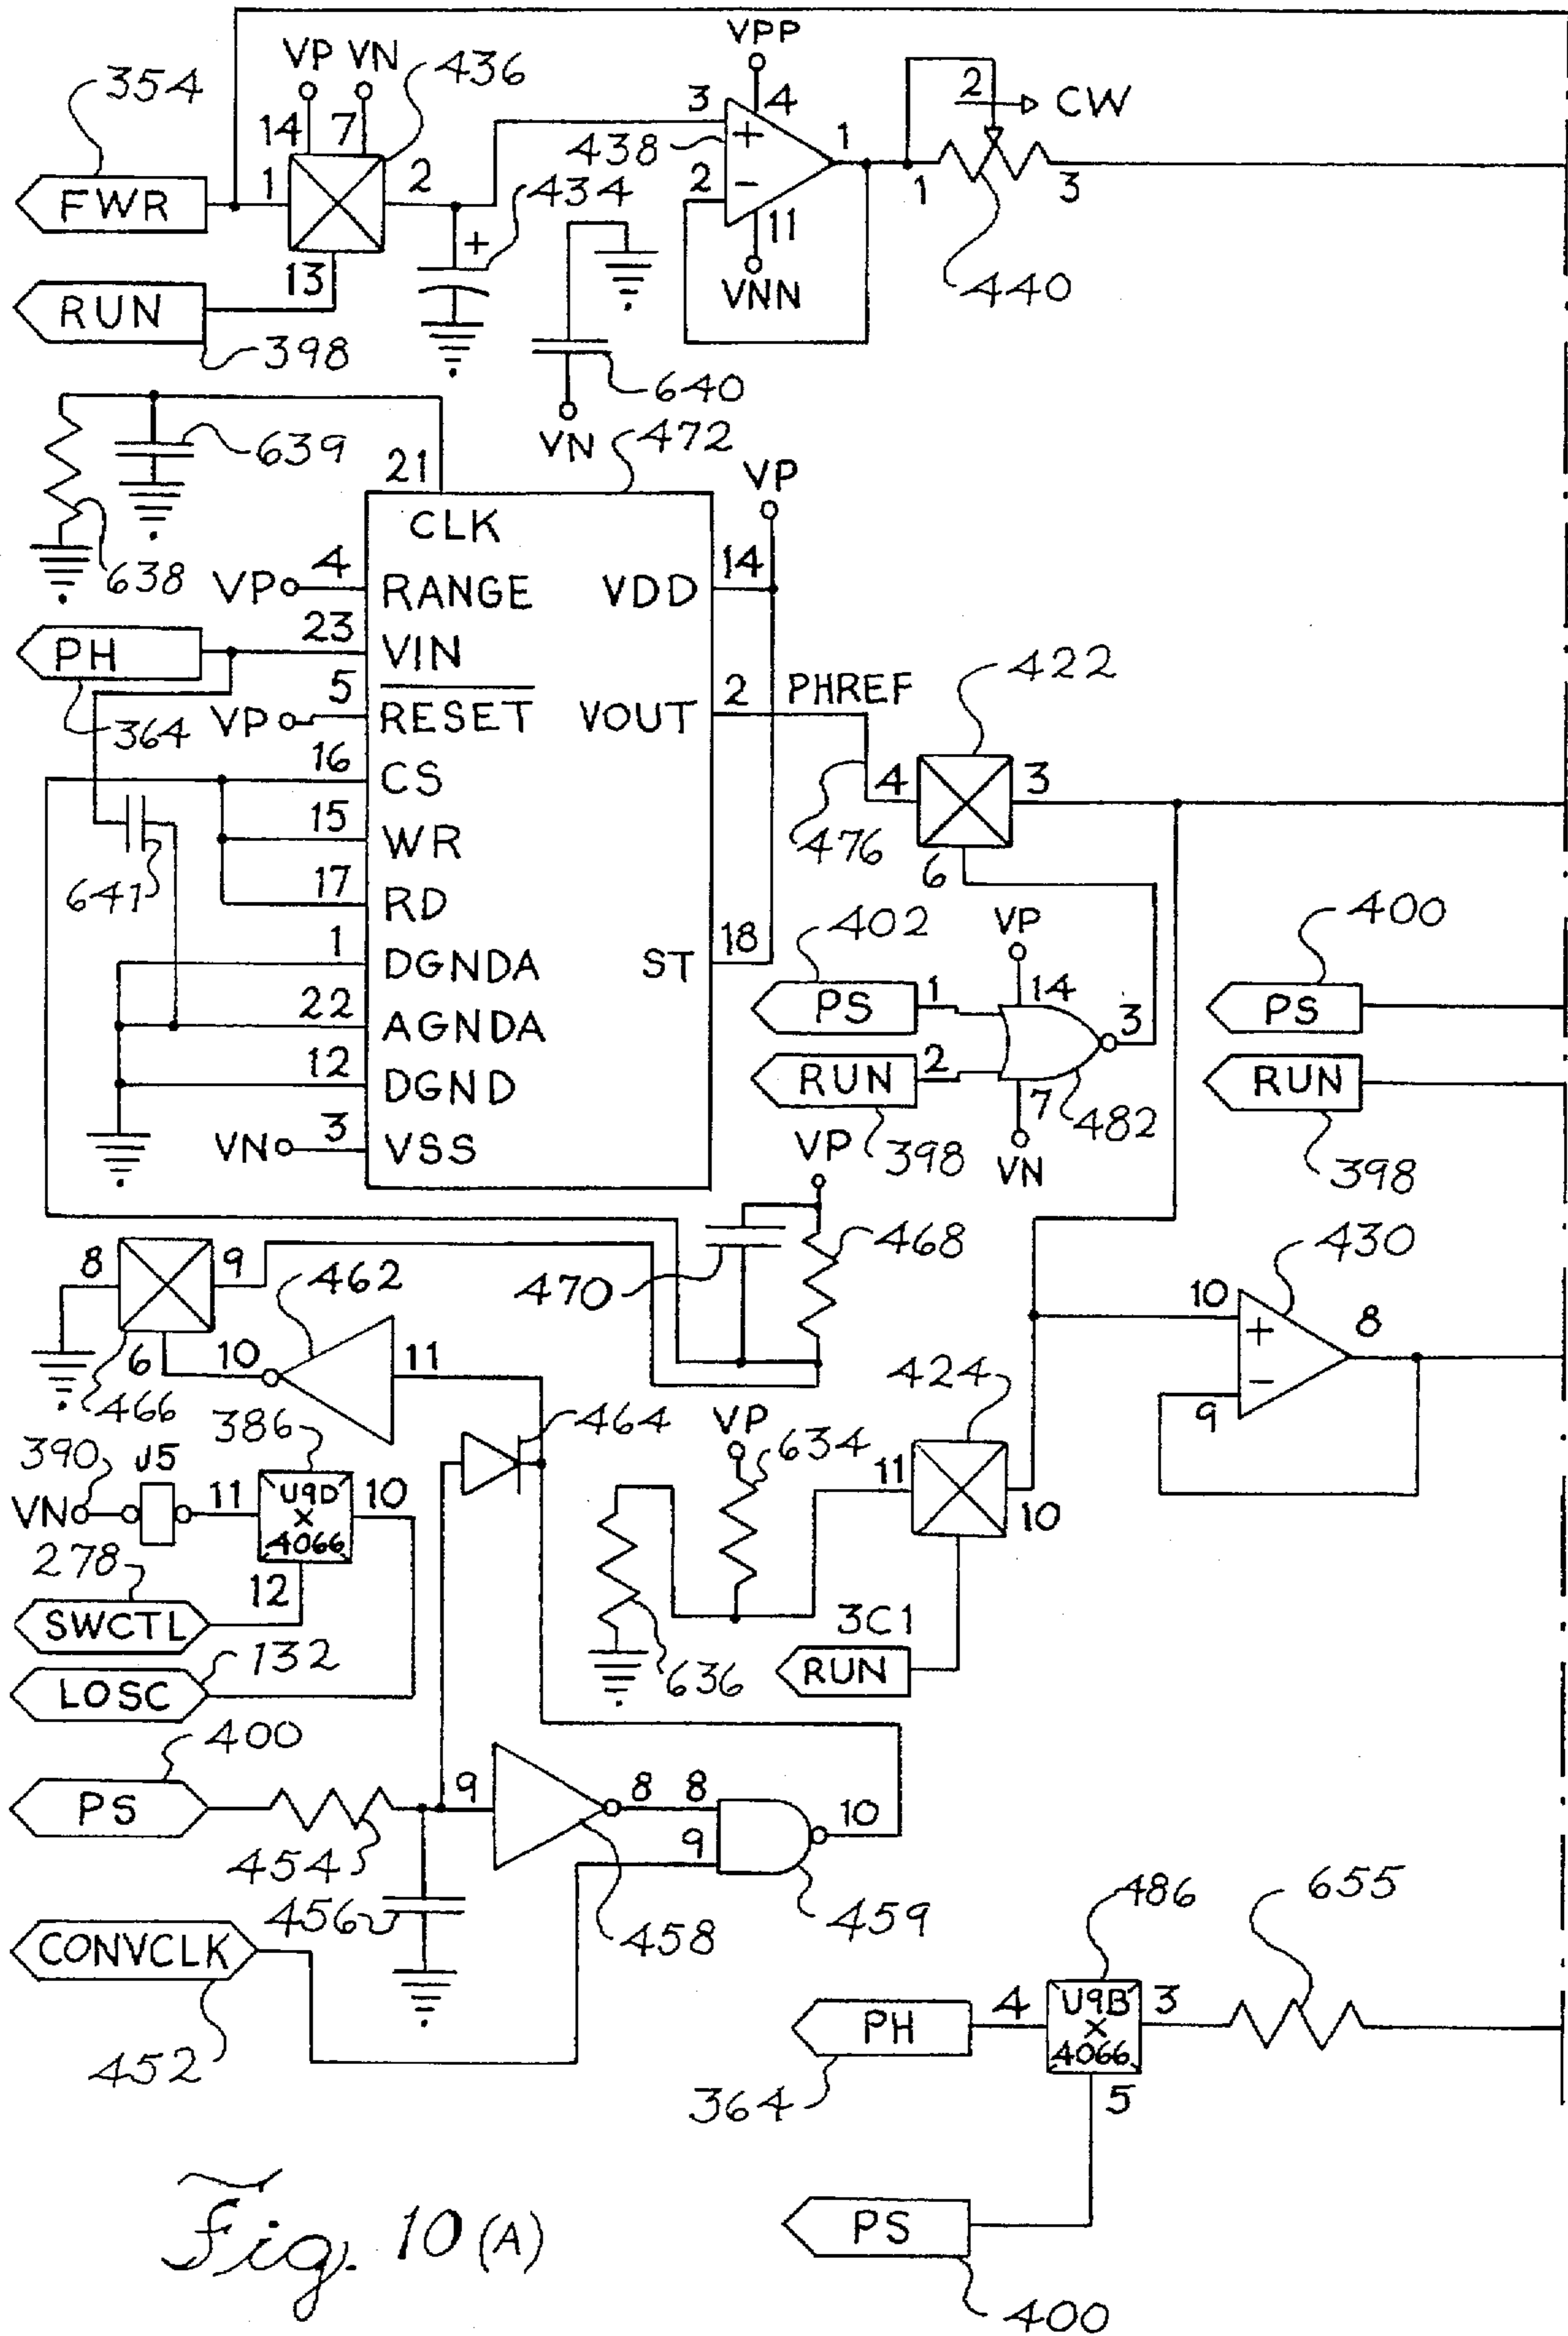 VPP
VP VN 436
354 2 CW
14 7 3 4
438 + 1
FWR 1 2 434 2 - 1 3
+ 11
13 VNN 440
RUN
398
640
VN 472
639
21 VP
CLK
638
VP 4 RANGE VDD 14
PH 23 VIN 422
5 PHREF
VP RESET VOUT 2
364
16 CS 4 3
15 WR 476
641 6
17 RD 402 VP 400
1 DGNDA ST 18
PS 1 14 PS
22 AGNDA 3
RUN 2 RUN
12 DGND 7 482
VP
VN 3 VSS 398 VN 398
468 430
8 9 462 470
10 8
+
6 10 11 424 -
466 386 464 VP 9
390 U5 634
11 U9D 10 11
VN X
4066 10
278 12
SWCTL 3C1
132 RUN
LOSC 636
400
PS 9 8 8 10
454 9
486 655
456 458 459
CONVCLK
U9B
PH 4 X 3
4066
452 364 5
PS
Fig. 10 (A)
400